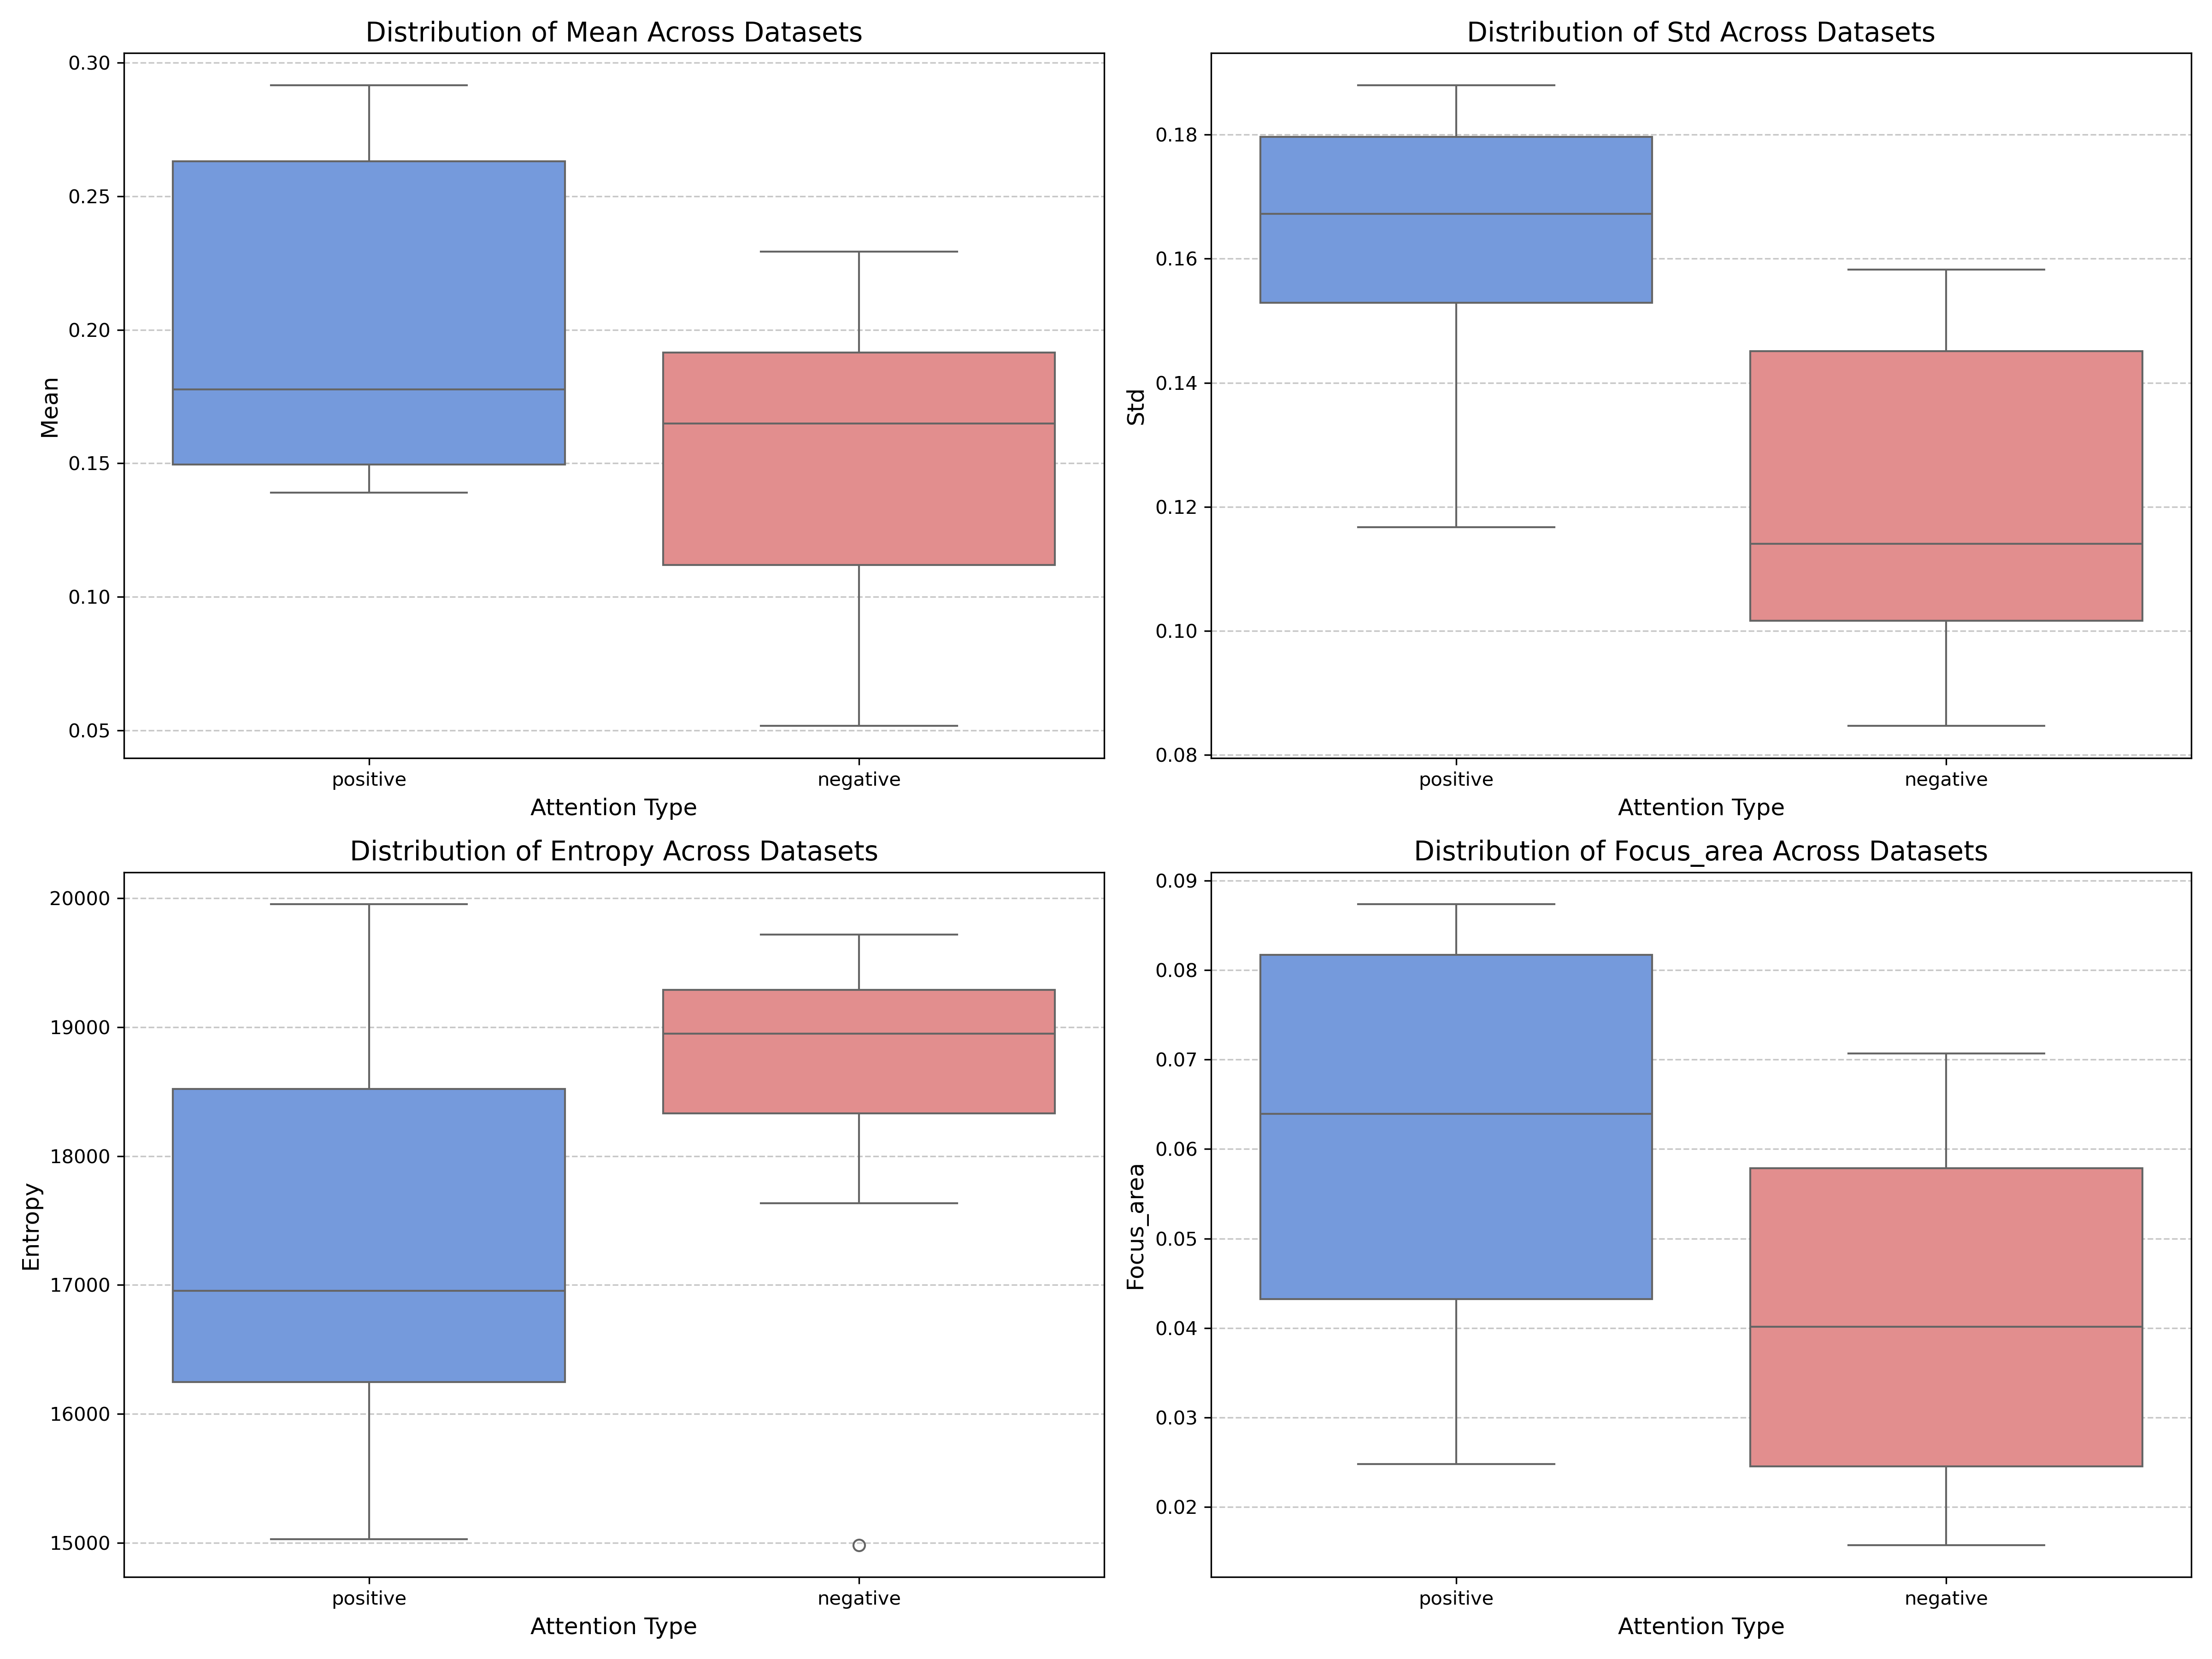 Distribution of Mean Across Datasets
0.30
0.25
0.20
0.15
0.10
0.05
Mean
positive
negative
Attention Type
Distribution of Std Across Datasets
0.18
0.16
0.14
0.12
0.10
0.08
Std
positive
negative
Attention Type
Distribution of Entropy Across Datasets
20000
19000
18000
17000
16000
15000
Entropy
positive
negative
Attention Type
Distribution of Focus_area Across Datasets
0.09
0.08
0.07
0.06
0.05
0.04
0.03
0.02
Focus_area
positive
negative
Attention Type